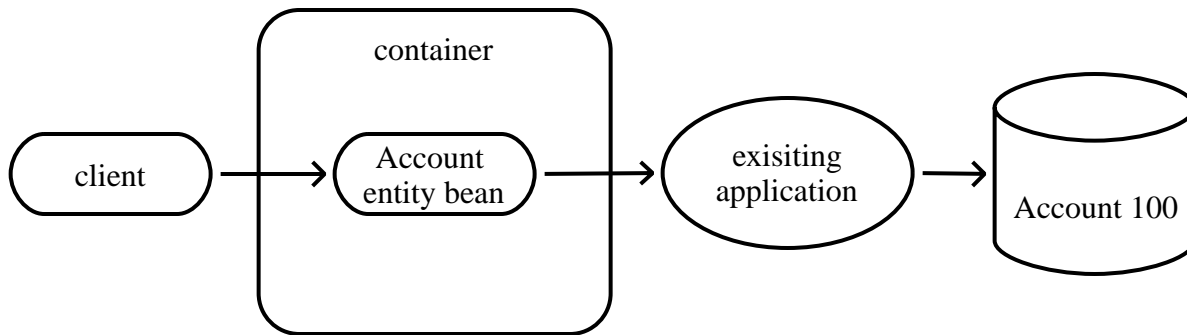 container
client
Account
entity bean
exisiting
application
Account 100